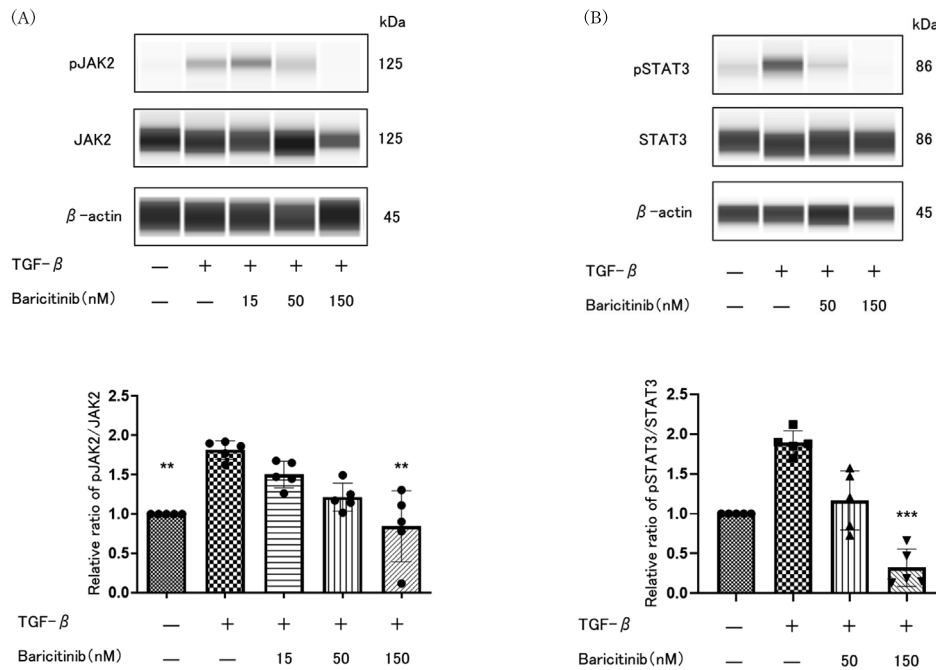 (A)
kDa
pJAK2 125
JAK2 125
β-actin 45
TGF-β — + + + +
Baricitinib(nM) — — 15 50 150
(B)
kDa
pSTAT3 86
STAT3 86
β-actin 45
TGF-β — + + +
Baricitinib(nM) — — 50 150
Relative ratio of pJAK2/JAK2
2.5
2.0
1.5
1.0
0.5
0.0
** **
TGF-β — + + + +
Baricitinib(nM) — — 15 50 150
Relative ratio of pSTAT3/STAT3
2.5
2.0
1.5
1.0
0.5
0.0
***
TGF-β — + + +
Baricitinib(nM) — — 50 150